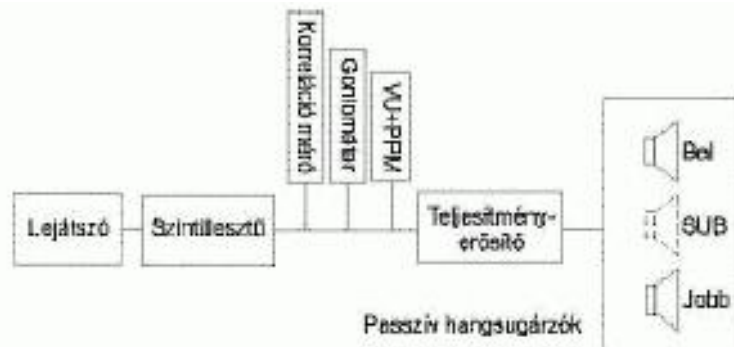 Korreláció mérő
Goniométer
VU+PPM
Lejátszó
Szintillesztő
Teljesítmény-
erősítő
Bal
SUB
Jobb
Passzív hangsugárzók